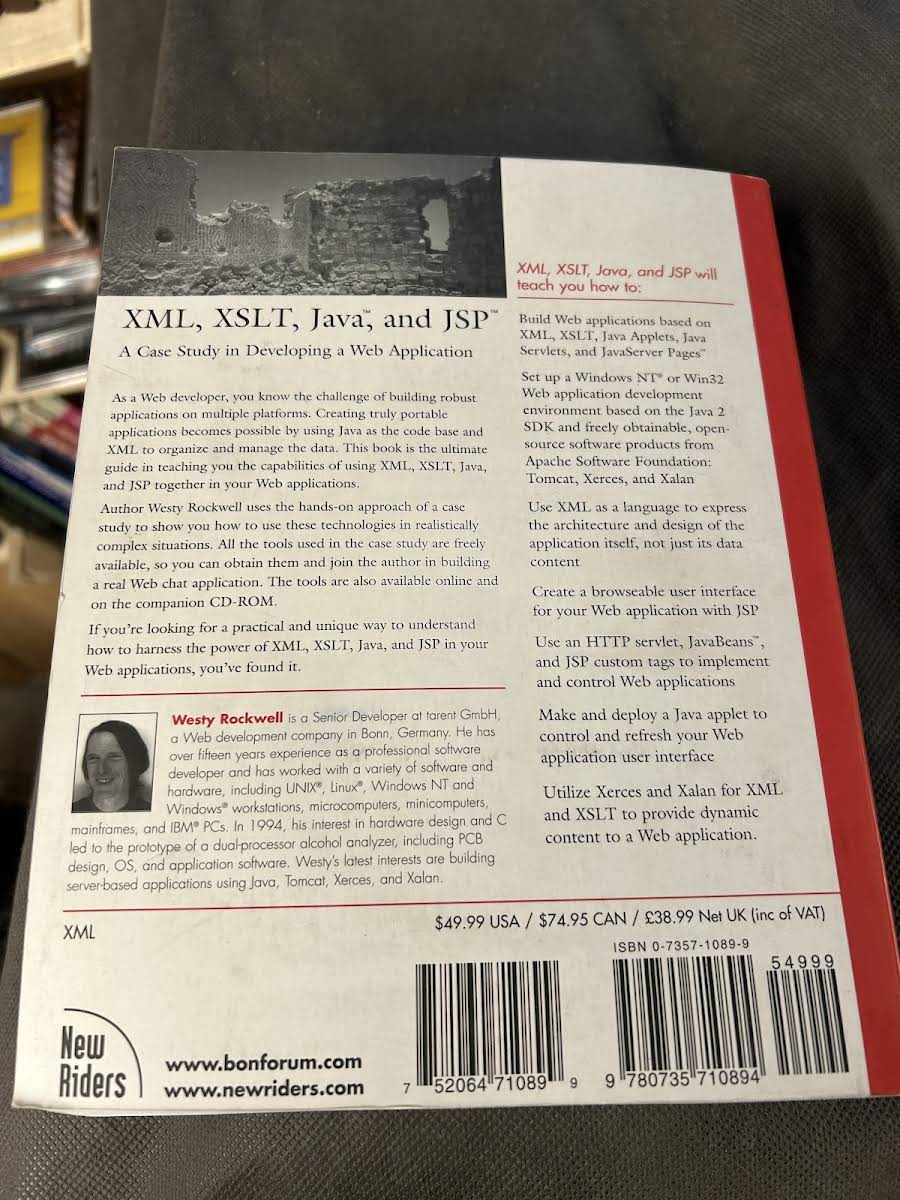 XML, XSLT, Java™, and JSP™
A Case Study in Developing a Web Application
As a Web developer, you know the challenge of building robust
applications on multiple platforms. Creating truly portable
applications becomes possible by using Java as the code base and
XML to organize and manage the data. This book is the ultimate
guide in teaching you the capabilities of using XML, XSLT, Java,
and JSP together in your Web applications.
Author Westy Rockwell uses the hands-on approach of a case
study to show you how to use these technologies in realistically
complex situations. All the tools used in the case study are freely
available, so you can obtain them and join the author in building
a real Web chat application. The tools are also available online and
on the companion CD-ROM.
If you're looking for a practical and unique way to understand
how to harness the power of XML, XSLT, Java, and JSP in your
Web applications, you've found it.
Westy Rockwell is a Senior Developer at tarent GmbH,
a Web development company in Bonn, Germany. He has
over fifteen years experience as a professional software
developer and has worked with a variety of software and
hardware, including UNIX®, Linux®, Windows NT and
Windows® workstations, microcomputers, minicomputers,
mainframes, and IBM® PCs. In 1994, his interest in hardware design and C
led to the prototype of a dual-processor alcohol analyzer, including PCB
design, OS, and application software. Westy's latest interests are building
server-based applications using Java, Tomcat, Xerces, and Xalan.
XML, XSLT, Java, and JSP will
teach you how to:
Build Web applications based on
XML, XSLT, Java Applets, Java
Servlets, and JavaServer Pages™
Set up a Windows NT® or Win32
Web application development
environment based on the Java 2
SDK and freely obtainable, open-
source software products from
Apache Software Foundation:
Tomcat, Xerces, and Xalan
Use XML as a language to express
the architecture and design of the
application itself, not just its data
content
Create a browseable user interface
for your Web application with JSP
Use an HTTP servlet, JavaBeans™,
and JSP custom tags to implement
and control Web applications
Make and deploy a Java applet to
control and refresh your Web
application user interface
Utilize Xerces and Xalan for XML
and XSLT to provide dynamic
content to a Web application.
XML
$49.99 USA / $74.95 CAN / £38.99 Net UK (inc of VAT)
ISBN 0-7357-1089-9
54999
New
Riders
www.bonforum.com
www.newriders.com
7 52064 71089 9
9 780735 710894